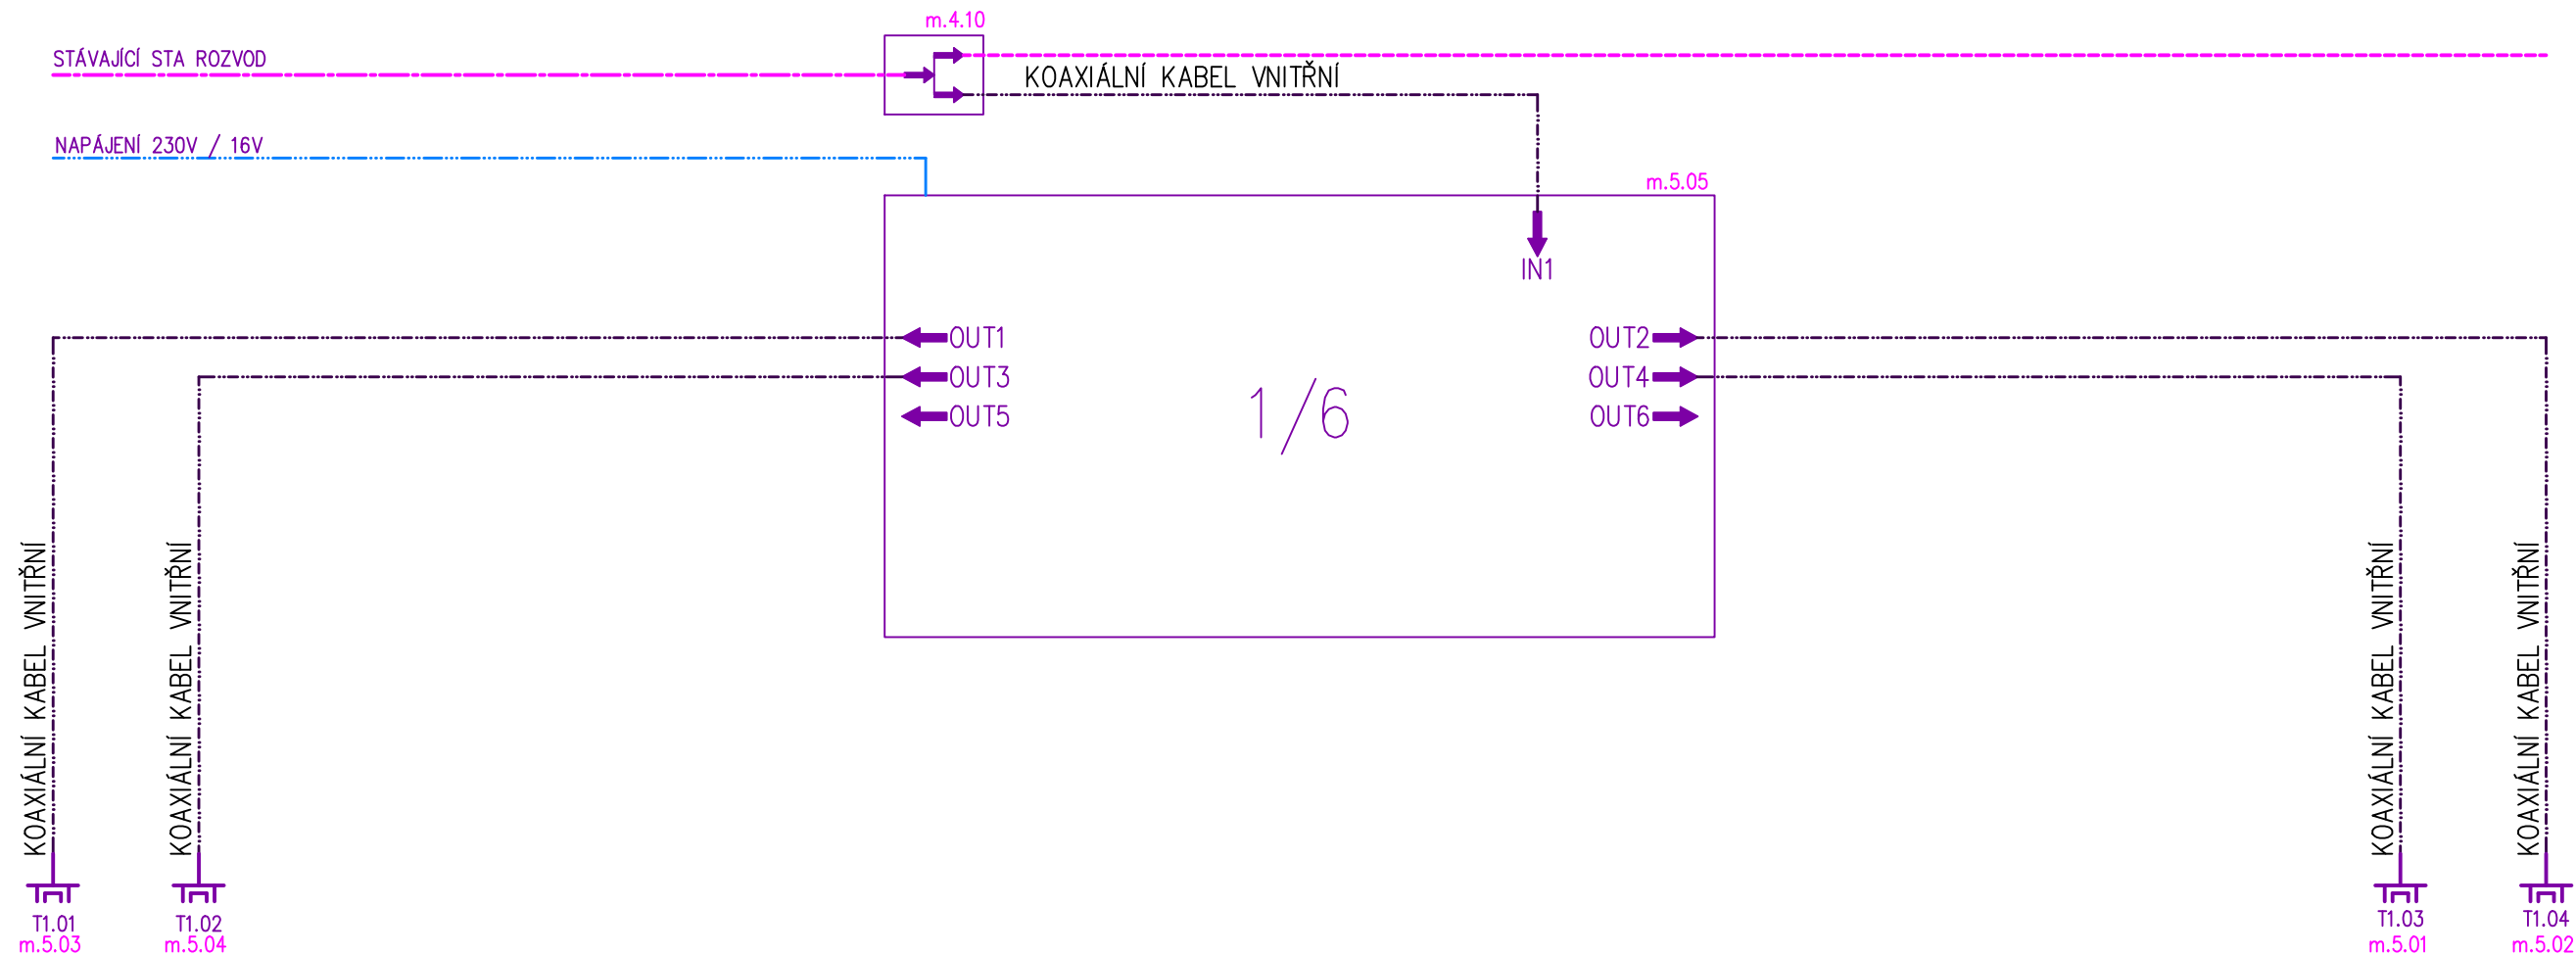 m.4.10
STÁVAJÍCÍ STA ROZVOD
KOAXIÁLNÍ KABEL VNITŘNÍ
NAPÁJENÍ 230V / 16V
m.5.05
IN1
OUT1
OUT2
OUT3
OUT4
OUT5
OUT6
1/6
KOAXIÁLNÍ KABEL VNITŘNÍ
KOAXIÁLNÍ KABEL VNITŘNÍ
KOAXIÁLNÍ KABEL VNITŘNÍ
KOAXIÁLNÍ KABEL VNITŘNÍ
T1.01
m.5.03
T1.02
m.5.04
T1.03
m.5.01
T1.04
m.5.02